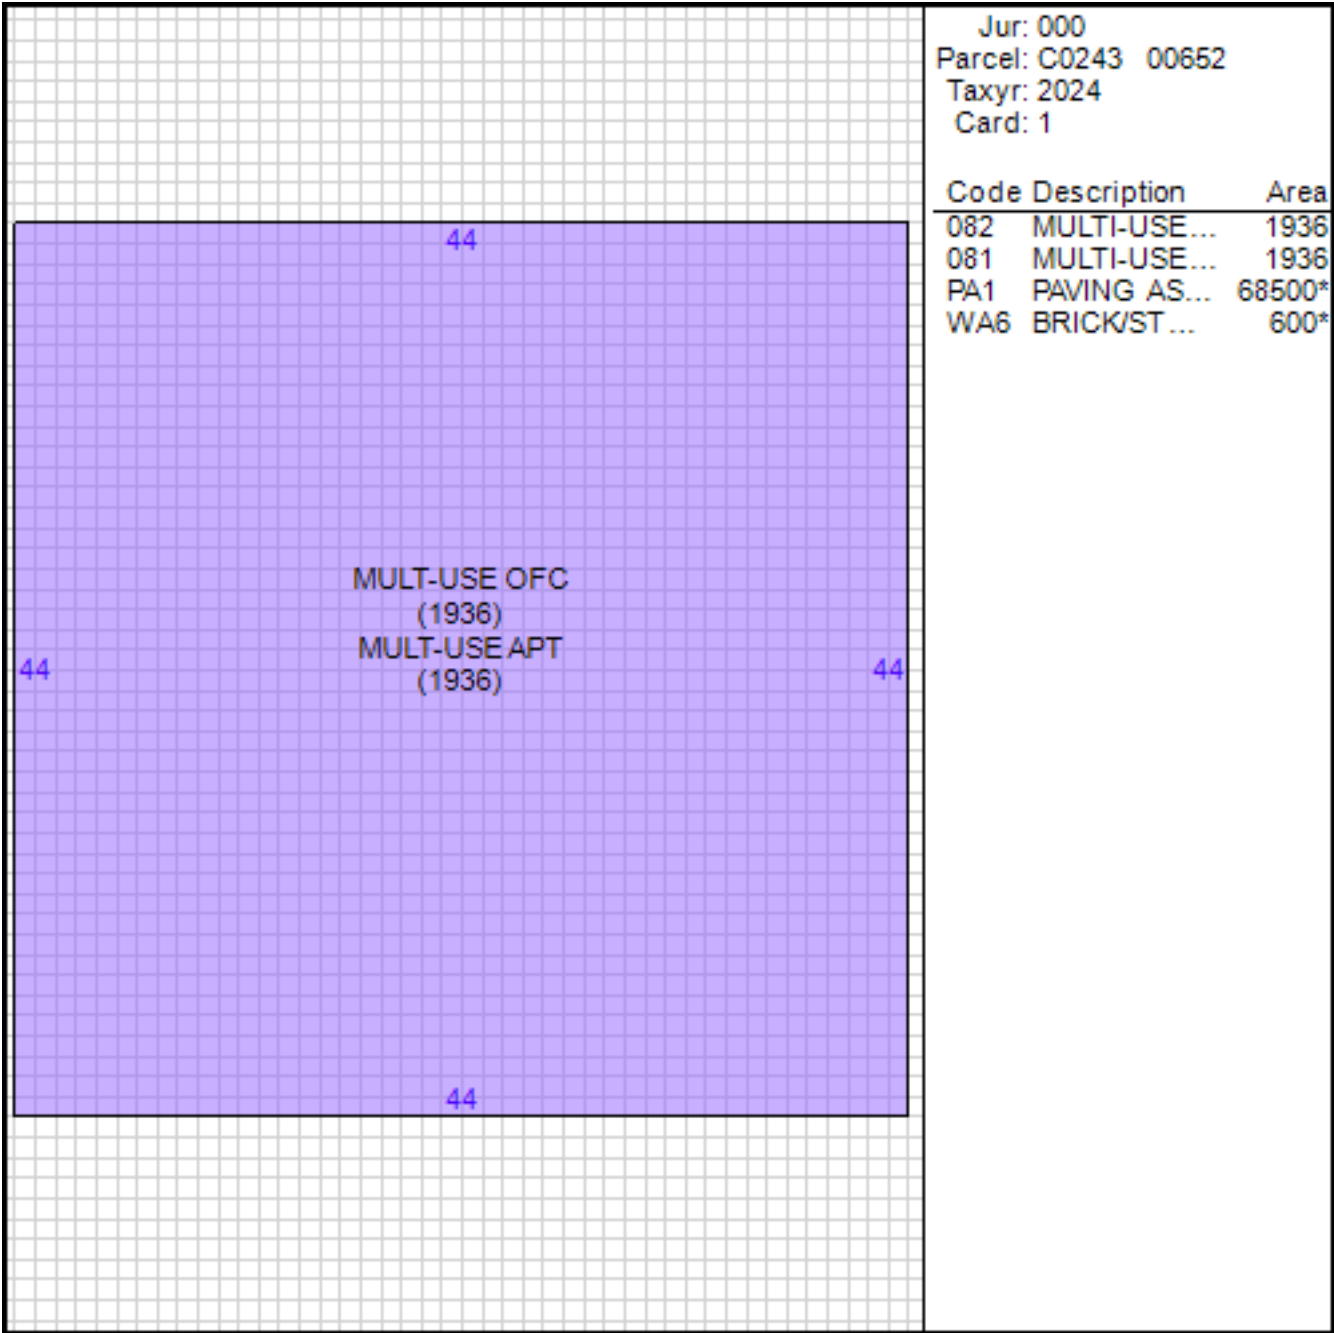 Jur: 000
Parcel: C0243 00652
Taxyr: 2024
Card: 1
Code Description Area
082 MULTI-USE... 1936
081 MULTI-USE... 1936
PA1 PAVING AS... 68500*
WA6 BRICK/ST... 600*
44
MULT-USE OFC
(1936)
MULT-USE APT
(1936)
44 44
44